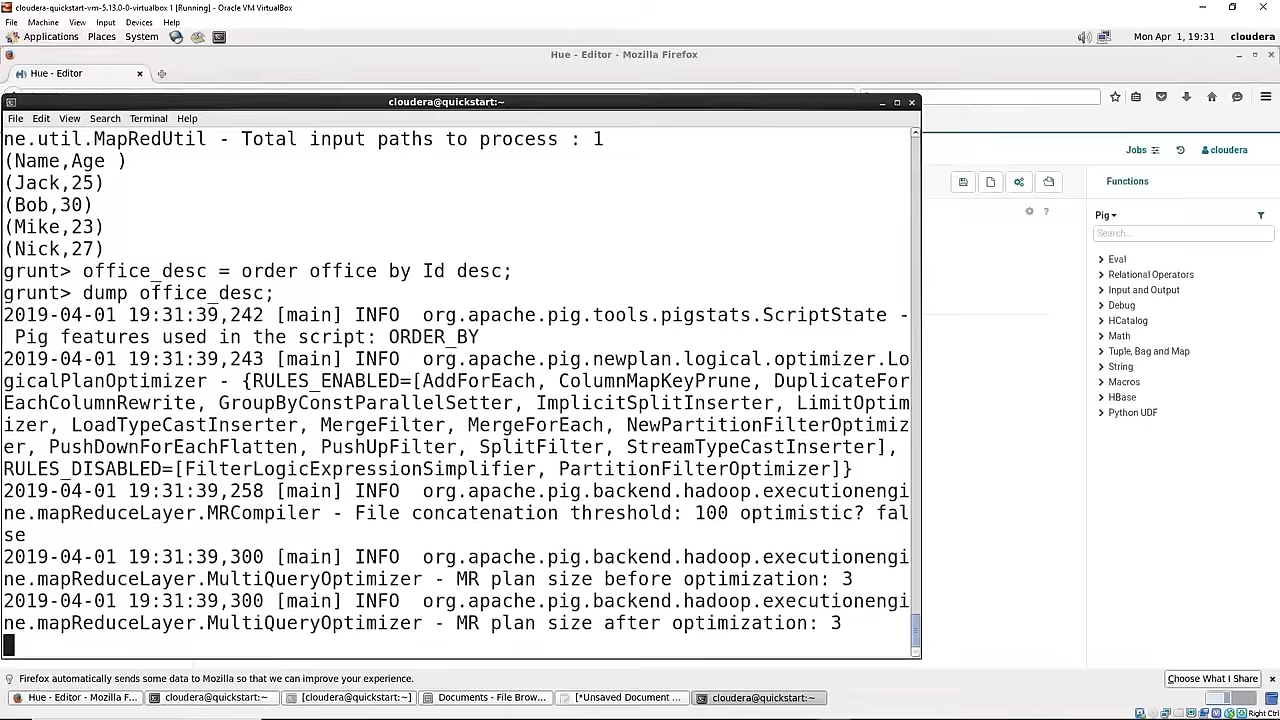 cloudera-quickstart-vm-5.13.0-0-virtualbox 1 [Running] - Oracle VM VirtualBox
File Machine View Input Devices Help
Applications Places System Mon Apr 1, 19:31 cloudera
Hue - Editor - Mozilla Firefox
Hue - Editor
cloudera@quickstart:~
File Edit View Search Terminal Help
ne.util.MapRedUtil - Total input paths to process : 1
(Name,Age )
(Jack,25)
(Bob,30)
(Mike,23)
(Nick,27)
grunt> office_desc = order office by Id desc;
grunt> dump office_desc;
2019-04-01 19:31:39,242 [main] INFO  org.apache.pig.tools.pigstats.ScriptState -
 Pig features used in the script: ORDER_BY
2019-04-01 19:31:39,243 [main] INFO  org.apache.pig.newplan.logical.optimizer.Lo
gicalPlanOptimizer - {RULES_ENABLED=[AddForEach, ColumnMapKeyPrune, DuplicateFor
EachColumnRewrite, GroupByConstParallelSetter, ImplicitSplitInserter, LimitOptim
izer, LoadTypeCastInserter, MergeFilter, MergeForEach, NewPartitionFilterOptimiz
er, PushDownForEachFlatten, PushUpFilter, SplitFilter, StreamTypeCastInserter],
RULES_DISABLED=[FilterLogicExpressionSimplifier, PartitionFilterOptimizer]}
2019-04-01 19:31:39,258 [main] INFO  org.apache.pig.backend.hadoop.executionengi
ne.mapReduceLayer.MRCompiler - File concatenation threshold: 100 optimistic? fal
se
2019-04-01 19:31:39,300 [main] INFO  org.apache.pig.backend.hadoop.executionengi
ne.mapReduceLayer.MultiQueryOptimizer - MR plan size before optimization: 3
2019-04-01 19:31:39,300 [main] INFO  org.apache.pig.backend.hadoop.executionengi
ne.mapReduceLayer.MultiQueryOptimizer - MR plan size after optimization: 3
Jobs cloudera
Functions
Pig
Search...
Eval
Relational Operators
Input and Output
Debug
HCatalog
Math
Tuple, Bag and Map
String
Macros
HBase
Python UDF
Firefox automatically sends some data to Mozilla so that we can improve your experience. Choose What I Share
Hue - Editor - Mozilla F... cloudera@quickstart:~ [cloudera@quickstart:~] Documents - File Brow... [*Unsaved Document ... cloudera@quickstart:~
Right Ctrl